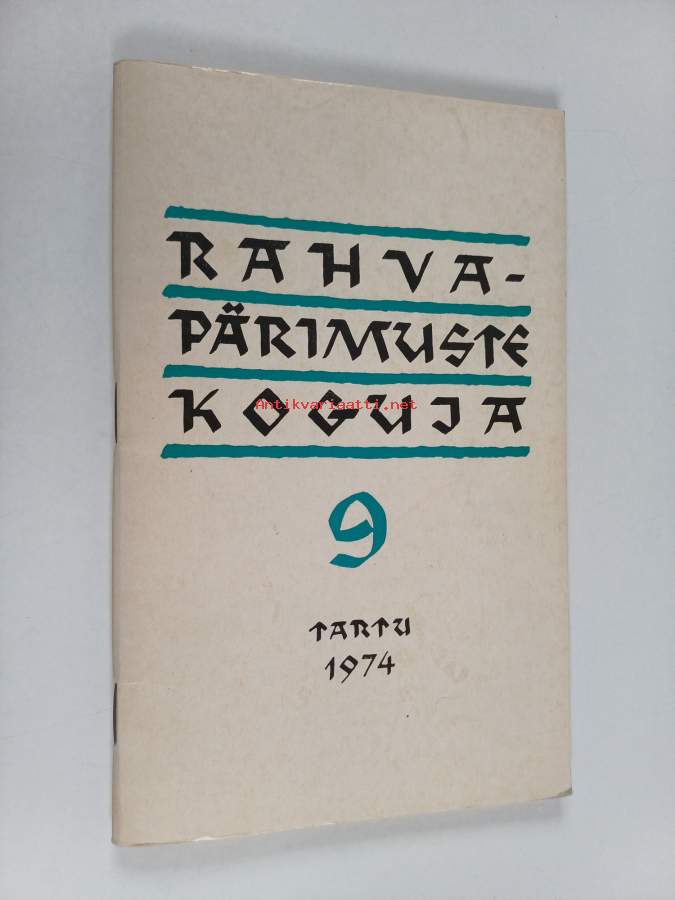 RAHVA-
PÄRIMUSTE
KOGUJA
Antikvariaatti.net
9
TARTU
1974